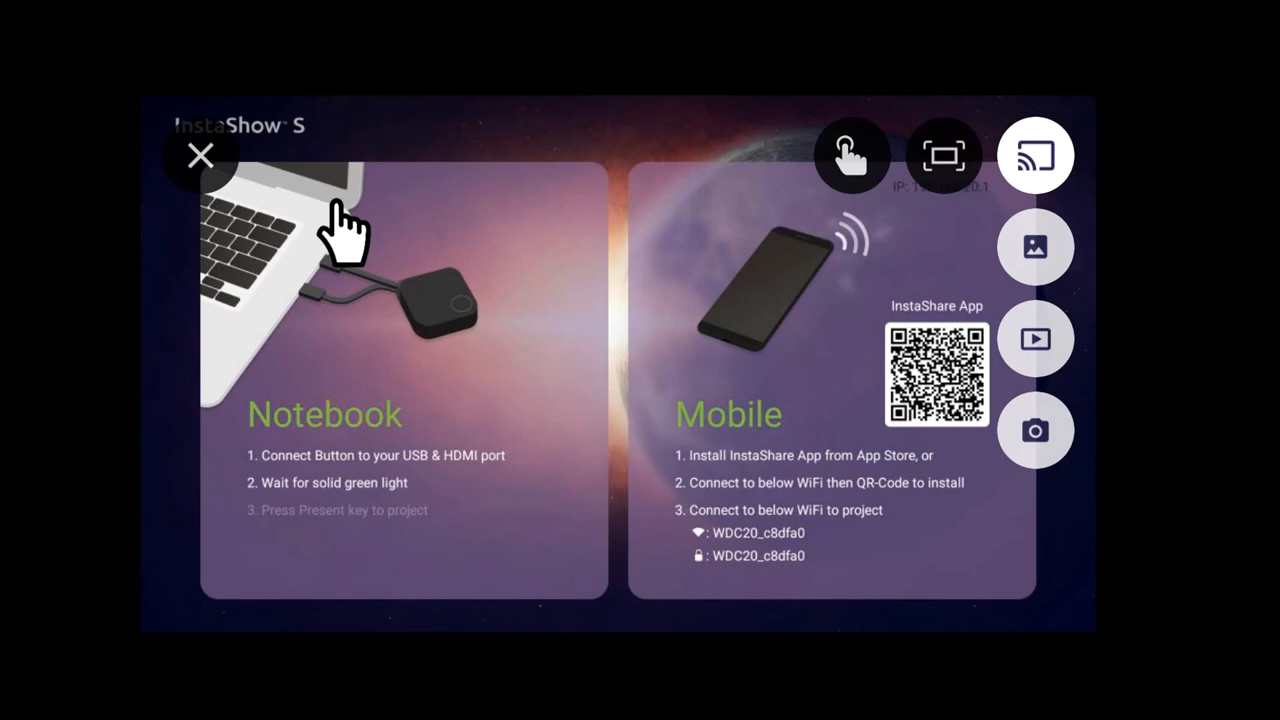 InstaShow™ S
Notebook
1. Connect Button to your USB & HDMI port
2. Wait for solid green light
3. Press Present key to project
IP:
InstaShare App
Mobile
1. Install InstaShare App from App Store, or
2. Connect to below WiFi then QR-Code to install
3. Connect to below WiFi to project
: WDC20_c8dfa0
: WDC20_c8dfa0